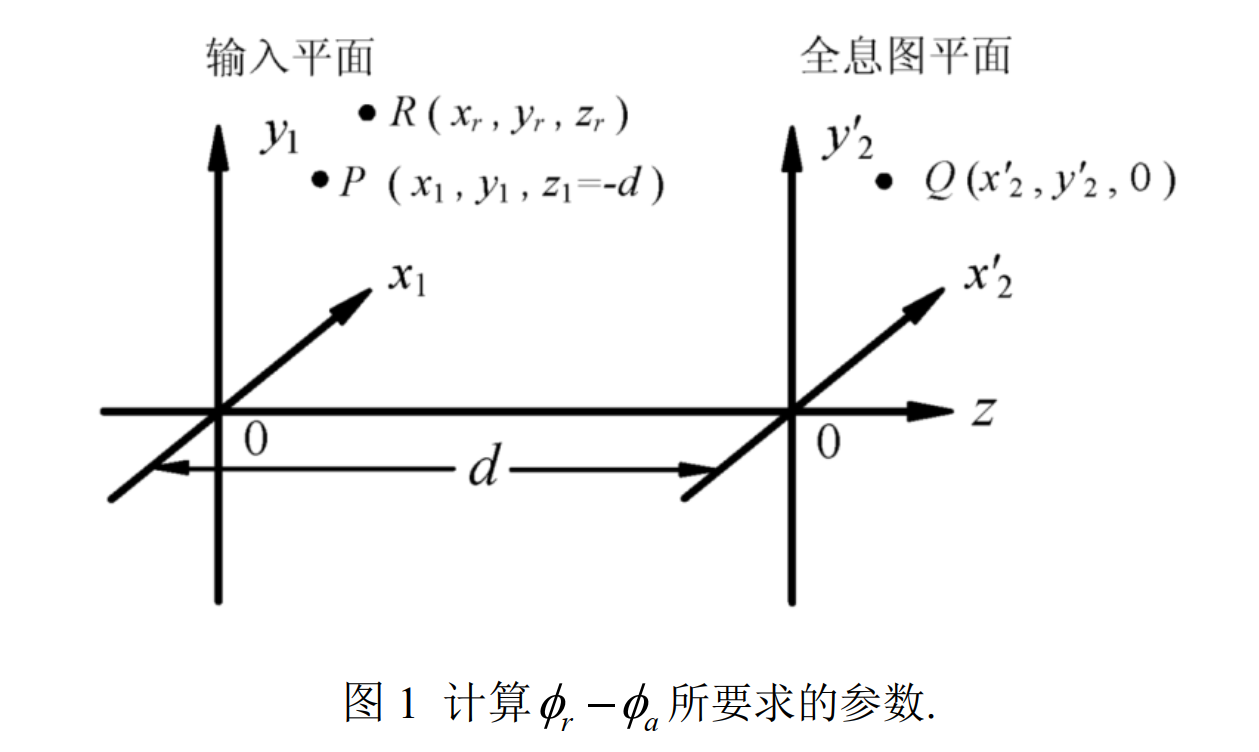 输入平面 全息图平面
y₁ R ( xᵣ , yᵣ , zᵣ ) y′₂
P ( x₁ , y₁ , z₁=-d ) Q (x′₂ , y′₂ , 0 )
x₁ x′₂
0 0 z
d
图 1 计算 ϕᵣ − ϕₐ 所要求的参数.